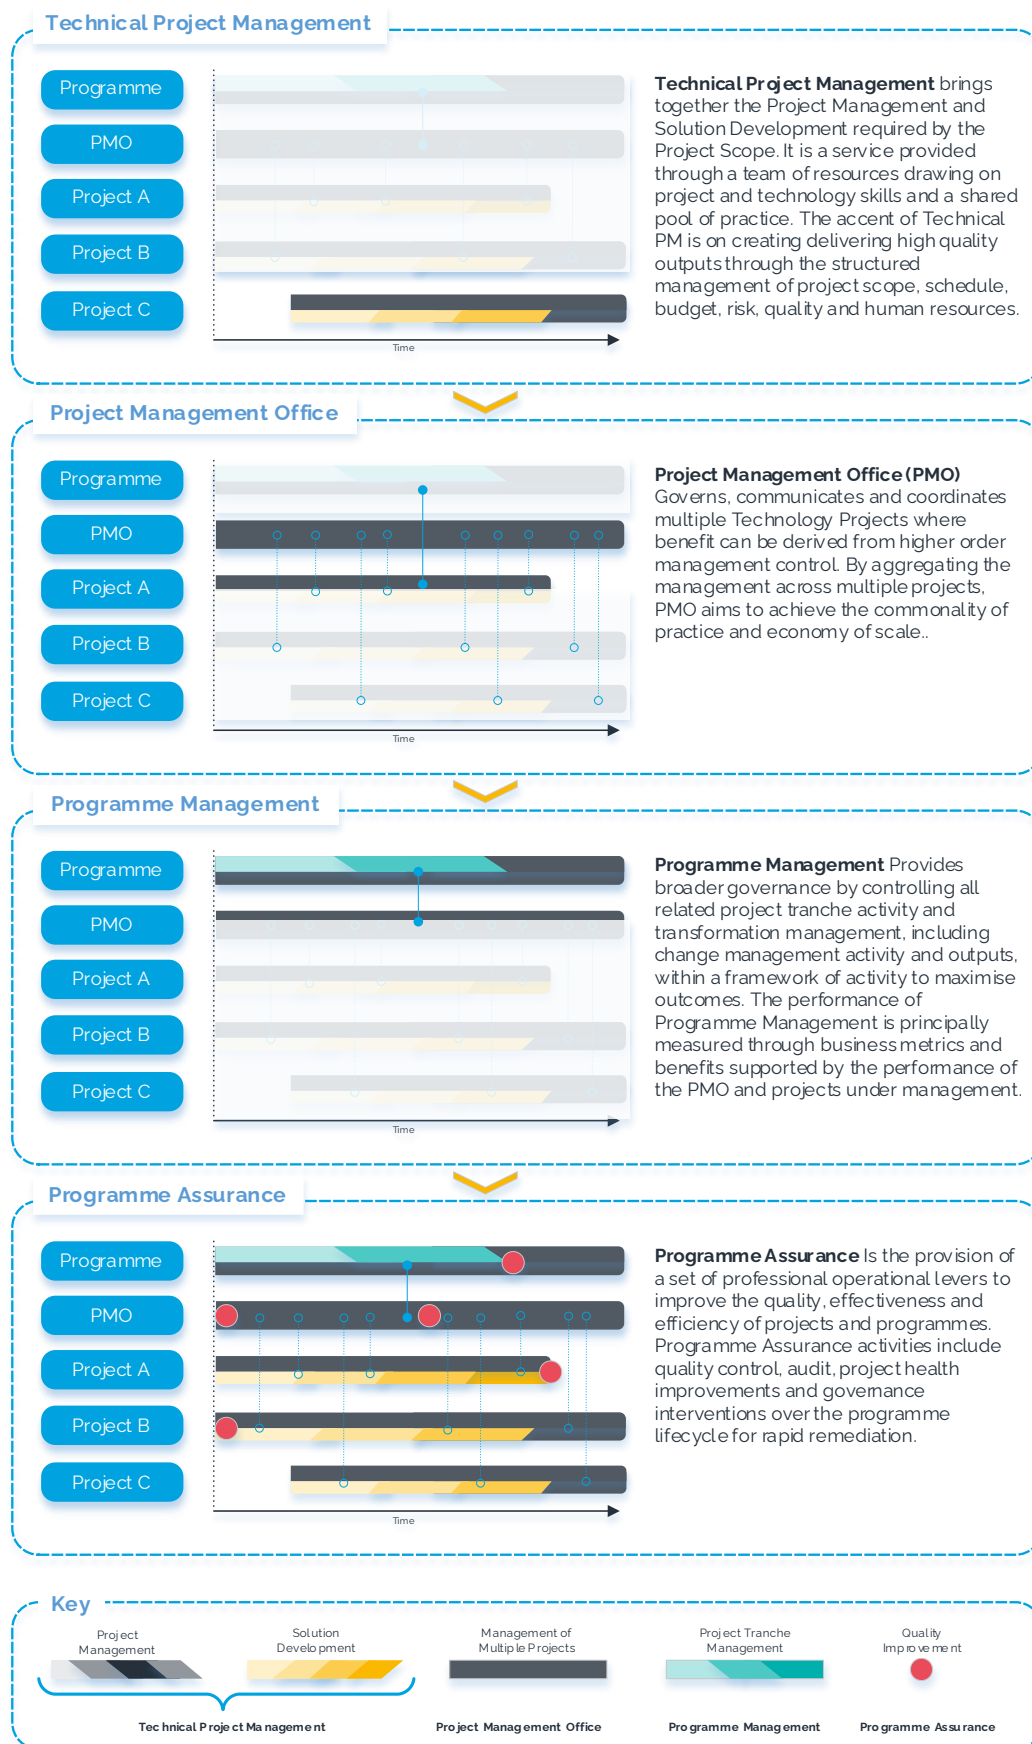 Technical Project Management
Programme
PMO
Project A
Project B
Project C
Time
Technical Project Management brings
together the Project Management and
Solution Development required by the
Project Scope. It is a service provided
through a team of resources drawing on
project and technology skills and a shared
pool of practice. The accent of Technical
PM is on creating delivering high quality
outputs through the structured
management of project scope, schedule,
budget, risk, quality and human resources.
Project Management Office
Programme
PMO
Project A
Project B
Project C
Time
Project Management Office (PMO)
Governs, communicates and coordinates
multiple Technology Projects where
benefit can be derived from higher order
management control. By aggregating the
management across multiple projects,
PMO aims to achieve the commonality of
practice and economy of scale..
Programme Management
Programme
PMO
Project A
Project B
Project C
Time
Programme Management Provides
broader governance by controlling all
related project tranche activity and
transformation management, including
change management activity and outputs,
within a framework of activity to maximise
outcomes. The performance of
Programme Management is principally
measured through business metrics and
benefits supported by the performance of
the PMO and projects under management.
Programme Assurance
Programme
PMO
Project A
Project B
Project C
Time
Programme Assurance Is the provision of
a set of professional operational levers to
improve the quality, effectiveness and
efficiency of projects and programmes.
Programme Assurance activities include
quality control, audit, project health
improvements and governance
interventions over the programme
lifecycle for rapid remediation.
Key
Project
Management
Solution
Development
Management of
Multiple Projects
Project Tranche
Management
Quality
Improvement
Technical Project Management
Project Management Office
Programme Management
Programme Assurance